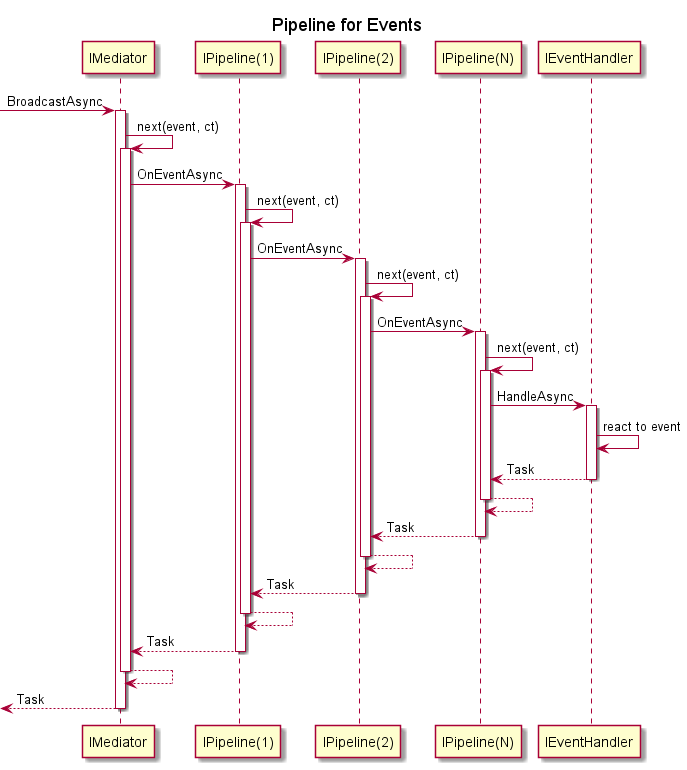 Pipeline for Events
IMediator
IPipeline(1)
IPipeline(2)
IPipeline(N)
IEventHandler
BroadcastAsync
next(event, ct)
OnEventAsync
next(event, ct)
OnEventAsync
next(event, ct)
OnEventAsync
next(event, ct)
HandleAsync
react to event
Task
Task
Task
Task
Task
IMediator
IPipeline(1)
IPipeline(2)
IPipeline(N)
IEventHandler